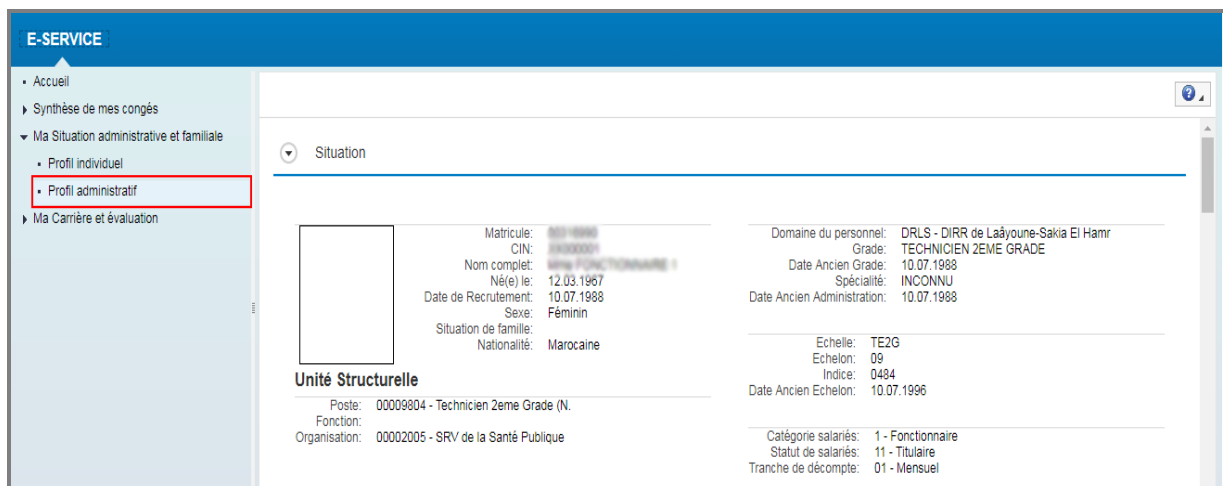 E-SERVICE
Accueil
Synthèse de mes congés
Ma Situation administrative et familiale
Profil individuel
Profil administratif
Ma Carrière et évaluation
Situation
Matricule:
CIN:
Nom complet:
Né(e) le: 12.03.1967
Date de Recrutement: 10.07.1988
Sexe: Féminin
Situation de famille:
Nationalité: Marocaine
Unité Structurelle
Poste: 00009804 - Technicien 2eme Grade (N.
Fonction:
Organisation: 00002005 - SRV de la Santé Publique
Domaine du personnel: DRLS - DIRR de Laâyoune-Sakia El Hamr
Grade: TECHNICIEN 2EME GRADE
Date Ancien Grade: 10.07.1988
Spécialité: INCONNU
Date Ancien Administration: 10.07.1988
Echelle: TE2G
Echelon: 09
Indice: 0484
Date Ancien Echelon: 10.07.1996
Catégorie salariés: 1 - Fonctionnaire
Statut de salariés: 11 - Titulaire
Tranche de décompte: 01 - Mensuel